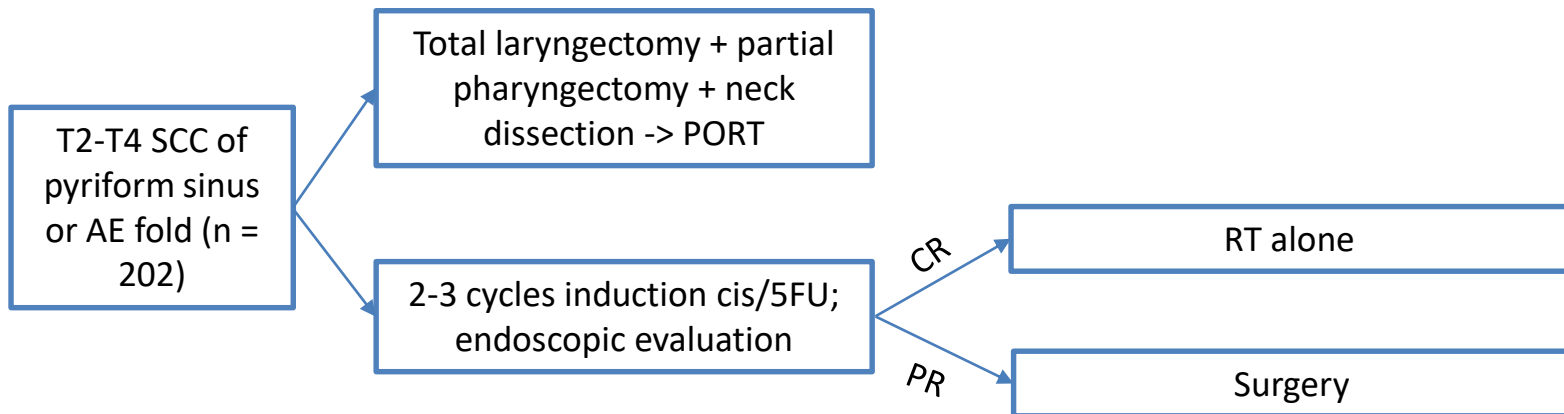 T2-T4 SCC of
pyriform sinus
or AE fold (n =
202)
Total laryngectomy + partial
pharyngectomy + neck
dissection -> PORT
2-3 cycles induction cis/5FU;
endoscopic evaluation
CR
RT alone
PR
Surgery